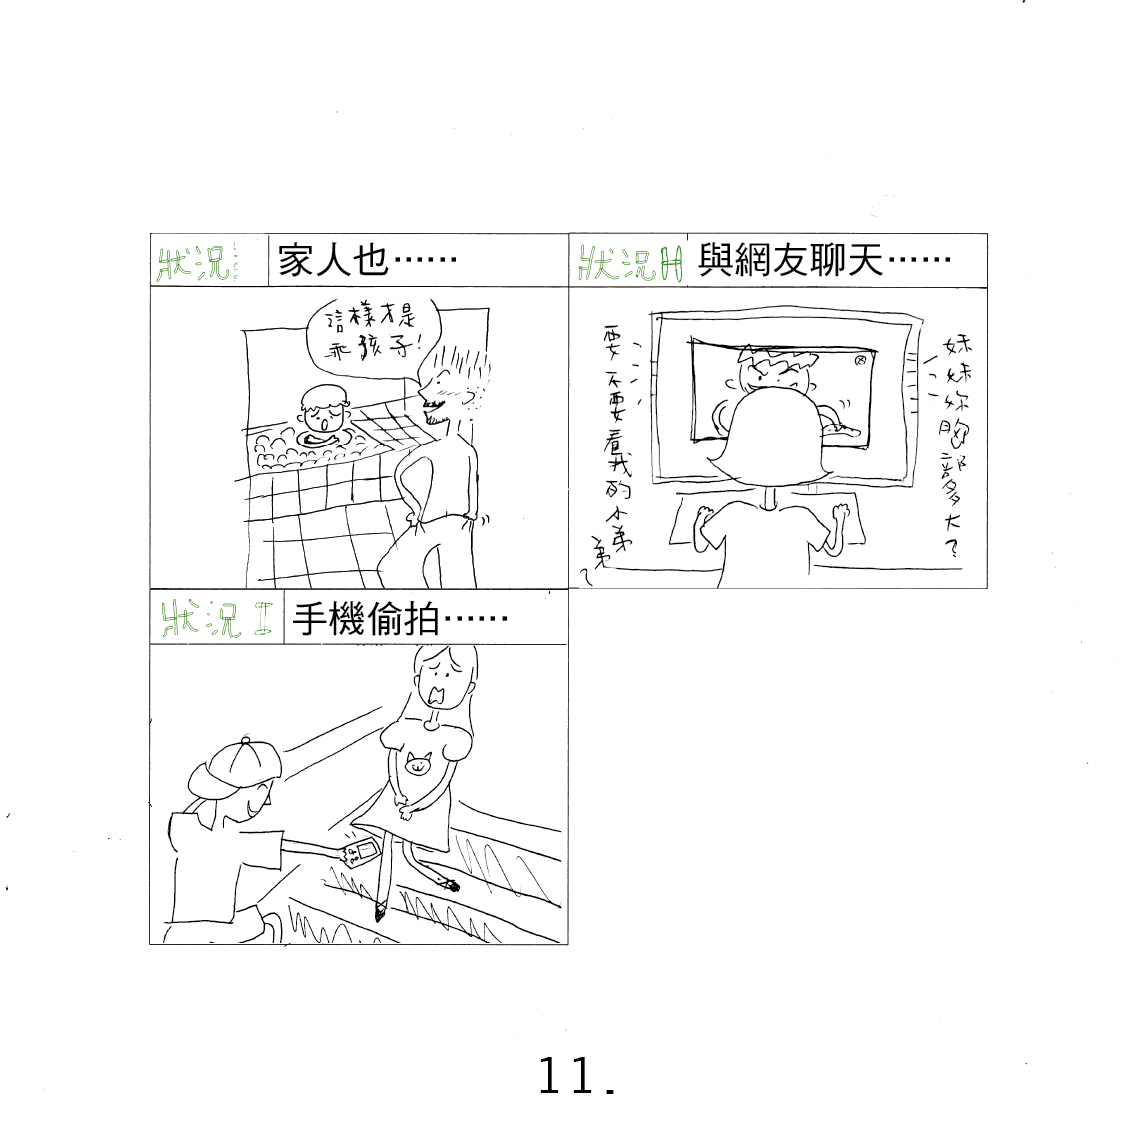 狀況
家人也……
這樣才是
乖孩子!
狀況H
與網友聊天……
妹妹妳胸部多大?
要不要看我的小弟弟?
狀況I
手機偷拍……
11.